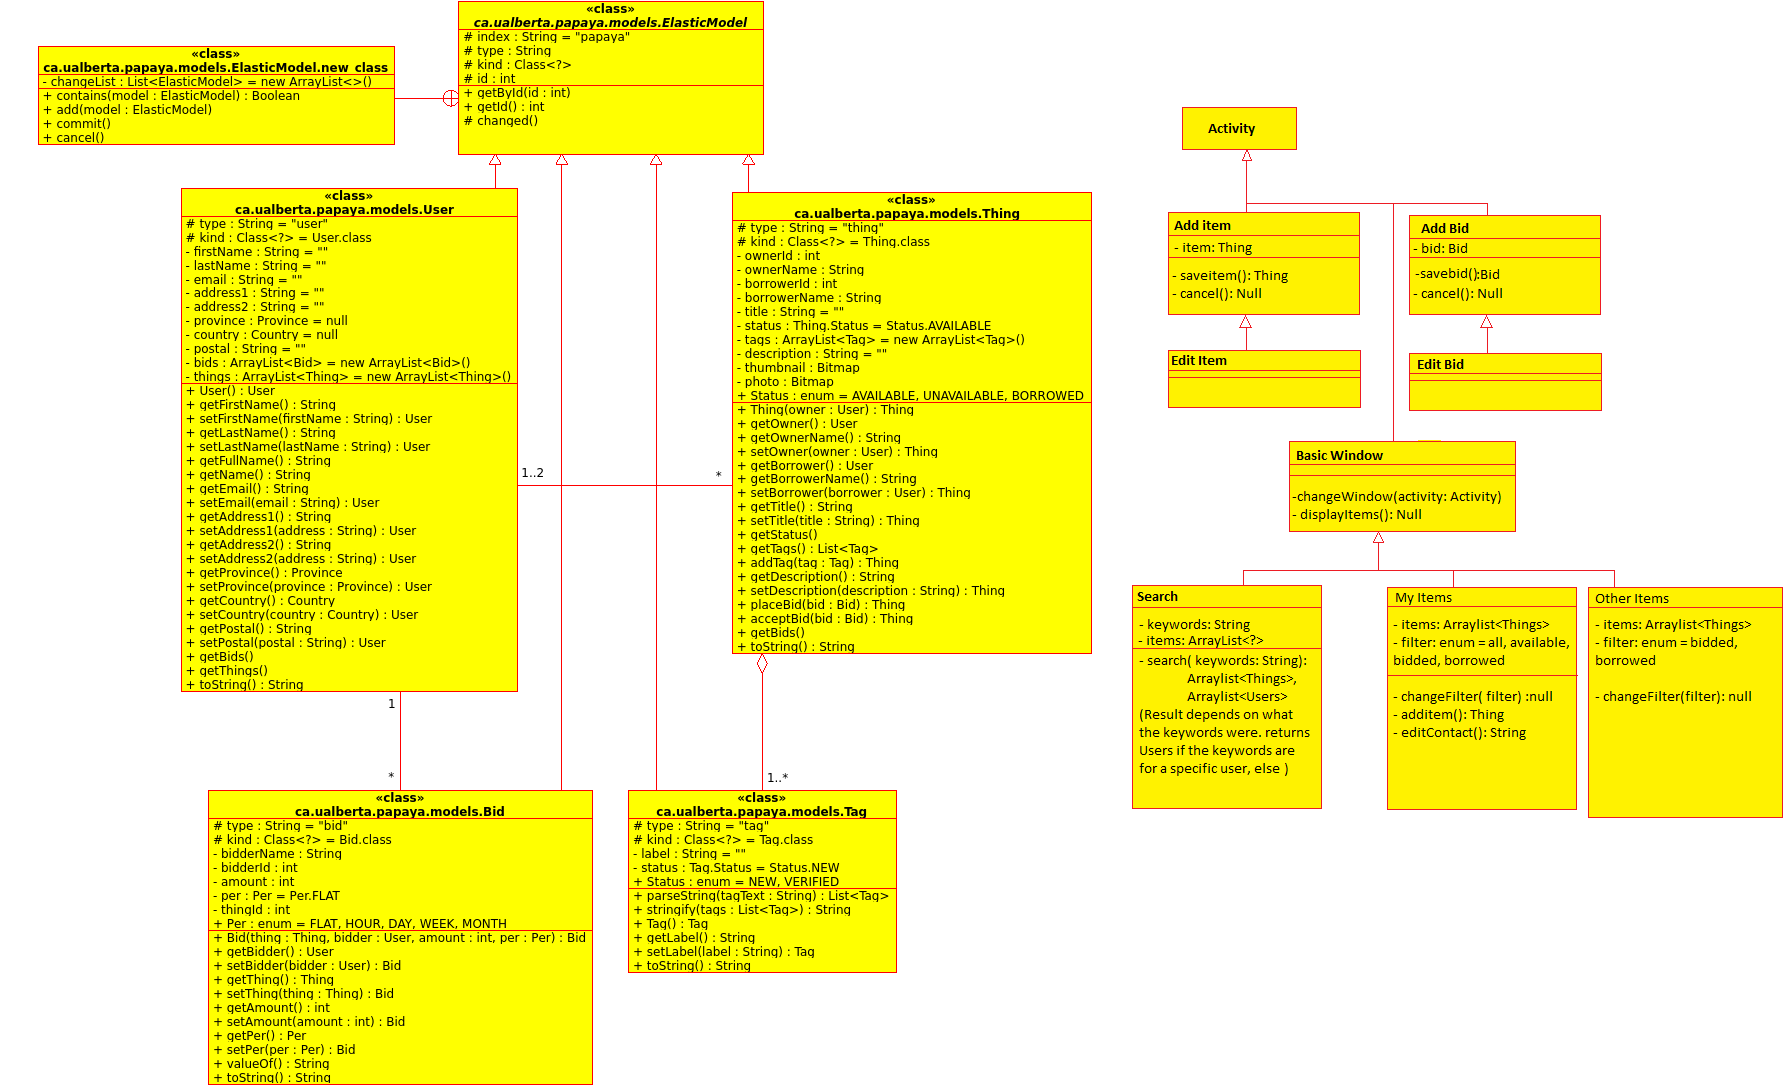 «class»
ca.ualberta.papaya.models.ElasticModel
# index : String = "papaya"
# type : String
# kind : Class<?>
# id : int
+ getById(id : int)
+ getId() : int
# changed()
«class»
ca.ualberta.papaya.models.ElasticModel.new_class
- changeList : List<ElasticModel> = new ArrayList<>()
+ contains(model : ElasticModel) : Boolean
+ add(model : ElasticModel)
+ commit()
+ cancel()
«class»
ca.ualberta.papaya.models.User
# type : String = "user"
# kind : Class<?> = User.class
- firstName : String = ""
- lastName : String = ""
- email : String = ""
- address1 : String = ""
- address2 : String = ""
- province : Province = null
- country : Country = null
- postal : String = ""
- bids : ArrayList<Bid> = new ArrayList<Bid>()
- things : ArrayList<Thing> = new ArrayList<Thing>()
+ User() : User
+ getFirstName() : String
+ setFirstName(firstName : String) : User
+ getLastName() : String
+ setLastName(lastName : String) : User
+ getFullName() : String
+ getName() : String
+ getEmail() : String
+ setEmail(email : String) : User
+ getAddress1() : String
+ setAddress1(address : String) : User
+ getAddress2() : String
+ setAddress2(address : String) : User
+ getProvince() : Province
+ setProvince(province : Province) : User
+ getCountry() : Country
+ setCountry(country : Country) : User
+ getPostal() : String
+ setPostal(postal : String) : User
+ getBids()
+ getThings()
+ toString() : String
1..2
*
«class»
ca.ualberta.papaya.models.Thing
# type : String = "thing"
# kind : Class<?> = Thing.class
- ownerId : int
- ownerName : String
- borrowerId : int
- borrowerName : String
- title : String = ""
- status : Thing.Status = Status.AVAILABLE
- tags : ArrayList<Tag> = new ArrayList<Tag>()
- description : String = ""
- thumbnail : Bitmap
- photo : Bitmap
+ Status : enum = AVAILABLE, UNAVAILABLE, BORROWED
+ Thing(owner : User) : Thing
+ getOwner() : User
+ getOwnerName() : String
+ setOwner(owner : User) : Thing
+ getBorrower() : User
+ getBorrowerName() : String
+ setBorrower(borrower : User) : Thing
+ getTitle() : String
+ setTitle(title : String) : Thing
+ getStatus()
+ getTags() : List<Tag>
+ addTag(tag : Tag) : Thing
+ getDescription() : String
+ setDescription(description : String) : Thing
+ placeBid(bid : Bid) : Thing
+ acceptBid(bid : Bid) : Thing
+ getBids()
+ toString() : String
1
*
1..*
«class»
ca.ualberta.papaya.models.Bid
# type : String = "bid"
# kind : Class<?> = Bid.class
- bidderName : String
- bidderId : int
- amount : int
- per : Per = Per.FLAT
- thingId : int
+ Per : enum = FLAT, HOUR, DAY, WEEK, MONTH
+ Bid(thing : Thing, bidder : User, amount : int, per : Per) : Bid
+ getBidder() : User
+ setBidder(bidder : User) : Bid
+ getThing() : Thing
+ setThing(thing : Thing) : Bid
+ getAmount() : int
+ setAmount(amount : int) : Bid
+ getPer() : Per
+ setPer(per : Per) : Bid
+ valueOf() : String
+ toString() : String
«class»
ca.ualberta.papaya.models.Tag
# type : String = "tag"
# kind : Class<?> = Tag.class
- label : String = ""
- status : Tag.Status = Status.NEW
+ Status : enum = NEW, VERIFIED
+ parseString(tagText : String) : List<Tag>
+ stringify(tags : List<Tag>) : String
+ Tag() : Tag
+ getLabel() : String
+ setLabel(label : String) : Tag
+ toString() : String
Activity
Add item
- item: Thing
- saveitem(): Thing
- cancel(): Null
Add Bid
- bid: Bid
-savebid():Bid
- cancel(): Null
Edit Item
Edit Bid
Basic Window
-changeWindow(activity: Activity)
- displayItems(): Null
Search
- keywords: String
- items: ArrayList<?>
- search( keywords: String):
Arraylist<Things>,
Arraylist<Users>
(Result depends on what
the keywords were. returns
Users if the keywords are
for a specific user, else )
My Items
- items: Arraylist<Things>
- filter: enum = all, available,
bidded, borrowed
- changeFilter( filter) :null
- additem(): Thing
- editContact(): String
Other Items
- items: Arraylist<Things>
- filter: enum = bidded,
borrowed
- changeFilter(filter): null